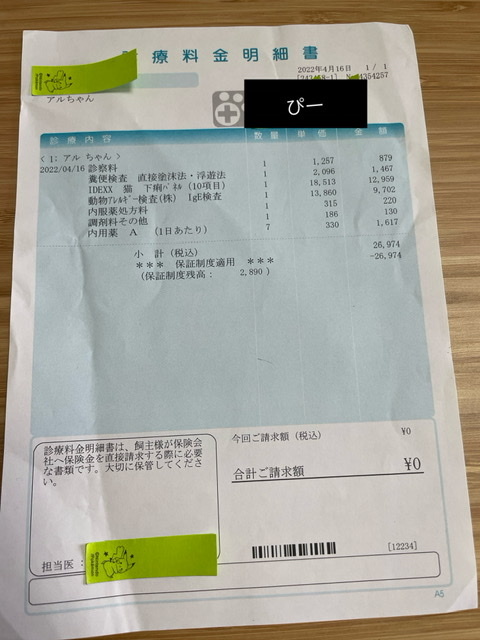 療料金明細書
2022年4月16日 1 / 1
アルちゃん
ぴー
診療内容 数量 単価 金額
< 1: アル ちゃん >
2022/04/16 診察料 1 1,257 879
糞便検査 直接塗沫法・浮遊法 1 2,096 1,467
IDEXX 猫 下痢ﾊﾟﾈﾙ (10項目) 1 18,513 12,959
動物ｱﾚﾙｷﾞｰ検査(株) IgE検査 1 13,860 9,702
内服薬処方料 1 315 220
調剤料その他 1 186 130
内用薬 A (1日あたり) 7 330 1,617
小 計 (税込) 26,974
＊＊＊ 保証制度適用 ＊＊＊ -26,974
(保証制度残高： 2,890 )
診療料金明細書は、飼主様が保険会
社へ保険金を直接請求する際に必要
な書類です。大切に保管してくださ
い。
今回ご請求額 (税込) ¥0
合計ご請求額 ¥0
[12234]
担当医：
A5